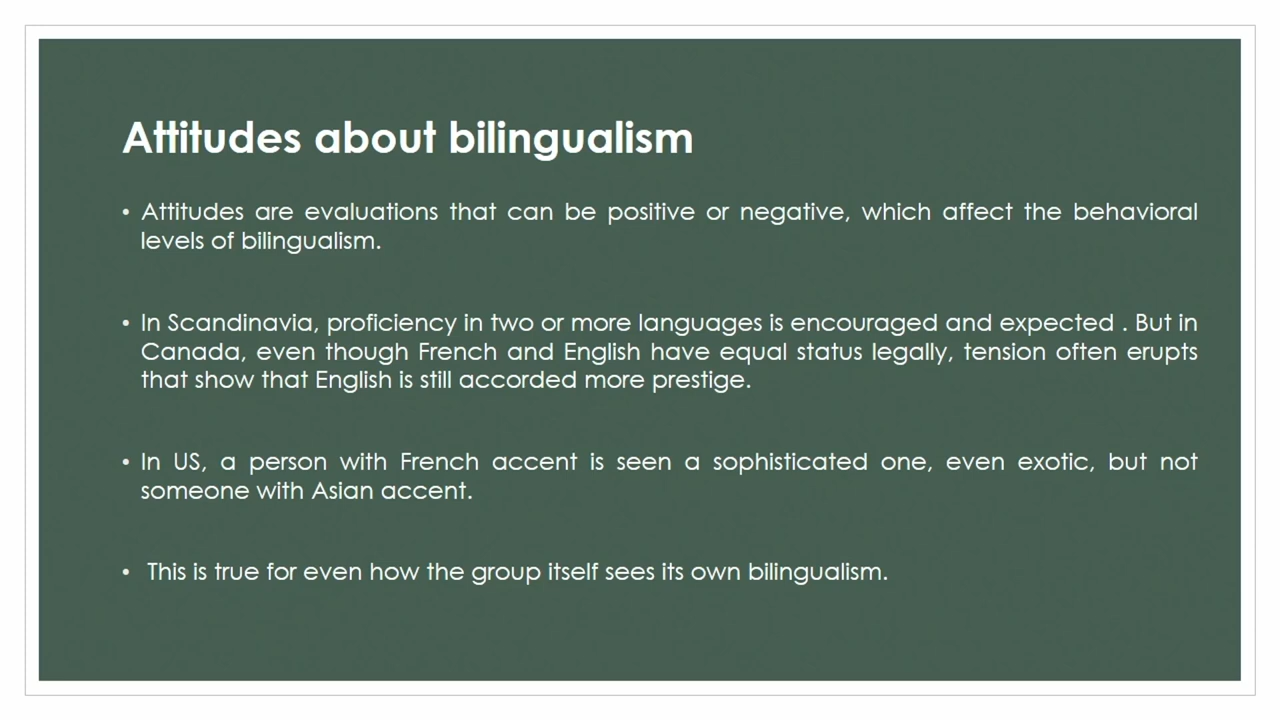 Attitudes about bilingualism
• Attitudes are evaluations that can be positive or negative, which affect the behavioral
levels of bilingualism.
• In Scandinavia, proficiency in two or more languages is encouraged and expected . But in
Canada, even though French and English have equal status legally, tension often erupts
that show that English is still accorded more prestige.
• In US, a person with French accent is seen a sophisticated one, even exotic, but not
someone with Asian accent.
• This is true for even how the group itself sees its own bilingualism.